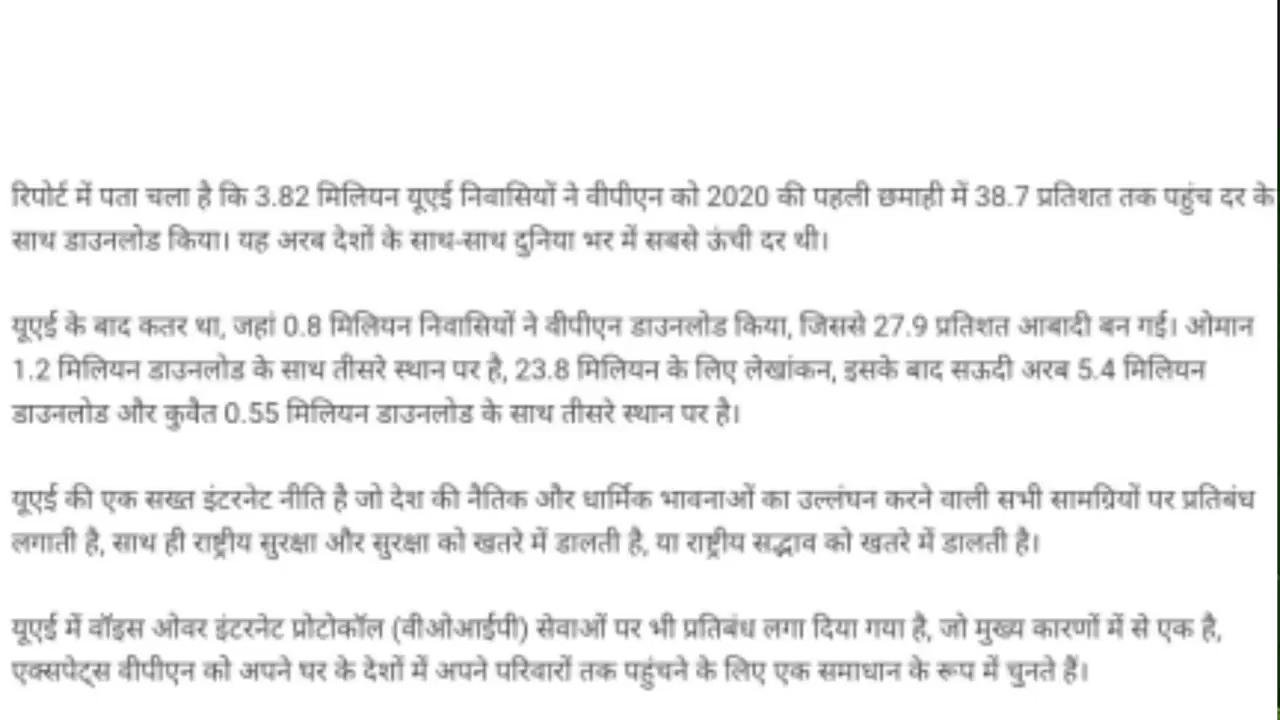 रिपोर्ट में पता चला है कि 3.82 मिलियन यूएई निवासियों ने वीपीएन को 2020 की पहली छमाही में 38.7 प्रतिशत तक पहुंच दर के
साथ डाउनलोड किया। यह अरब देशों के साथ-साथ दुनिया भर में सबसे ऊंची दर थी।
यूएई के बाद कतर था, जहां 0.8 मिलियन निवासियों ने वीपीएन डाउनलोड किया, जिससे 27.9 प्रतिशत आबादी बन गई। ओमान
1.2 मिलियन डाउनलोड के साथ तीसरे स्थान पर है, 23.8 मिलियन के लिए लेखांकन, इसके बाद सऊदी अरब 5.4 मिलियन
डाउनलोड और कुवैत 0.55 मिलियन डाउनलोड के साथ तीसरे स्थान पर है।
यूएई की एक सख्त इंटरनेट नीति है जो देश की नैतिक और धार्मिक भावनाओं का उल्लंघन करने वाली सभी सामग्रियों पर प्रतिबंध
लगाती है, साथ ही राष्ट्रीय सुरक्षा और सुरक्षा को खतरे में डालती है, या राष्ट्रीय सद्भाव को खतरे में डालती है।
यूएई में वॉइस ओवर इंटरनेट प्रोटोकॉल (वीओआईपी) सेवाओं पर भी प्रतिबंध लगा दिया गया है, जो मुख्य कारणों में से एक है,
एक्सपेट्स वीपीएन को अपने घर के देशों में अपने परिवारों तक पहुंचने के लिए एक समाधान के रूप में चुनते हैं।